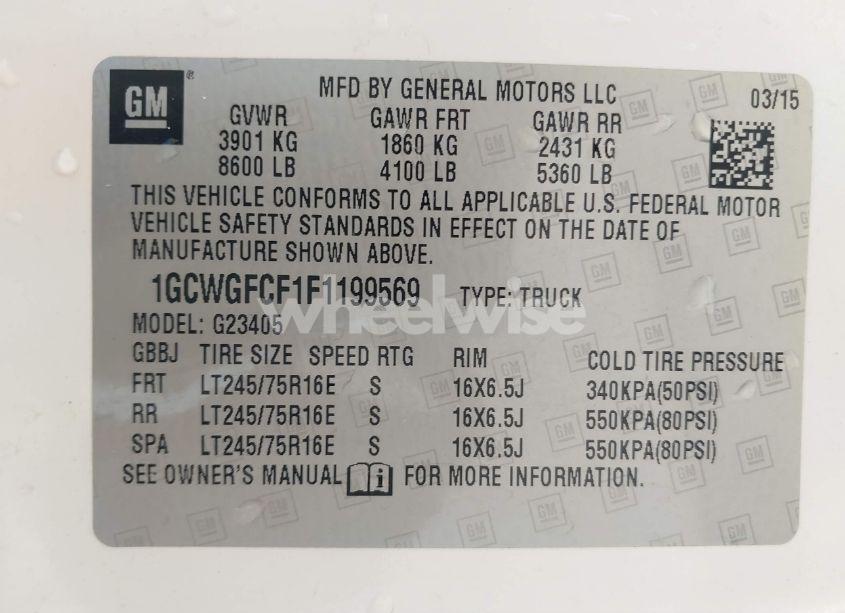 GM ® MFD BY GENERAL MOTORS LLC 03/15
GVWR GAWR FRT GAWR RR
3901 KG 1860 KG 2431 KG
8600 LB 4100 LB 5360 LB
THIS VEHICLE CONFORMS TO ALL APPLICABLE U.S. FEDERAL MOTOR
VEHICLE SAFETY STANDARDS IN EFFECT ON THE DATE OF
MANUFACTURE SHOWN ABOVE.
1GCWGFCF1F1199569 TYPE: TRUCK
wheelwise
MODEL: G23405
GBBJ TIRE SIZE SPEED RTG RIM COLD TIRE PRESSURE
FRT LT245/75R16E S 16X6.5J 340KPA(50PSI)
RR LT245/75R16E S 16X6.5J 550KPA(80PSI)
SPA LT245/75R16E S 16X6.5J 550KPA(80PSI)
SEE OWNER'S MANUAL i FOR MORE INFORMATION.